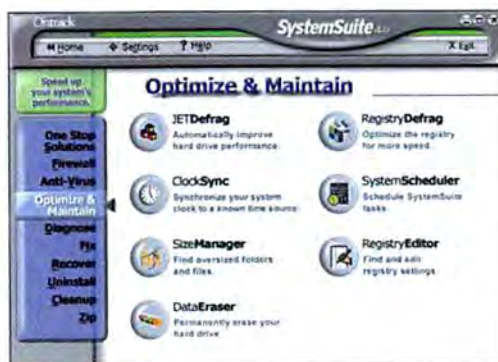 Ontrack
SystemSuite 4.0
Home Settings ? Help Exit
Speed up
your system's
performance.
One Stop
Solutions
Firewall
Anti-Virus
Optimize &
Maintain
Diagnose
Fix
Recover
Uninstall
Cleanup
Zip
Optimize & Maintain
JETDefrag
Automatically improve
hard drive performance.
ClockSync
Synchronize your system
clock to a known time source.
SizeManager
Find oversized folders
and files.
DataEraser
Permanently erase your
hard drive
RegistryDefrag
Optimize the registry
for more speed.
SystemScheduler
Schedule SystemSuite
tasks.
RegistryEditor
Find and edit
registry settings.